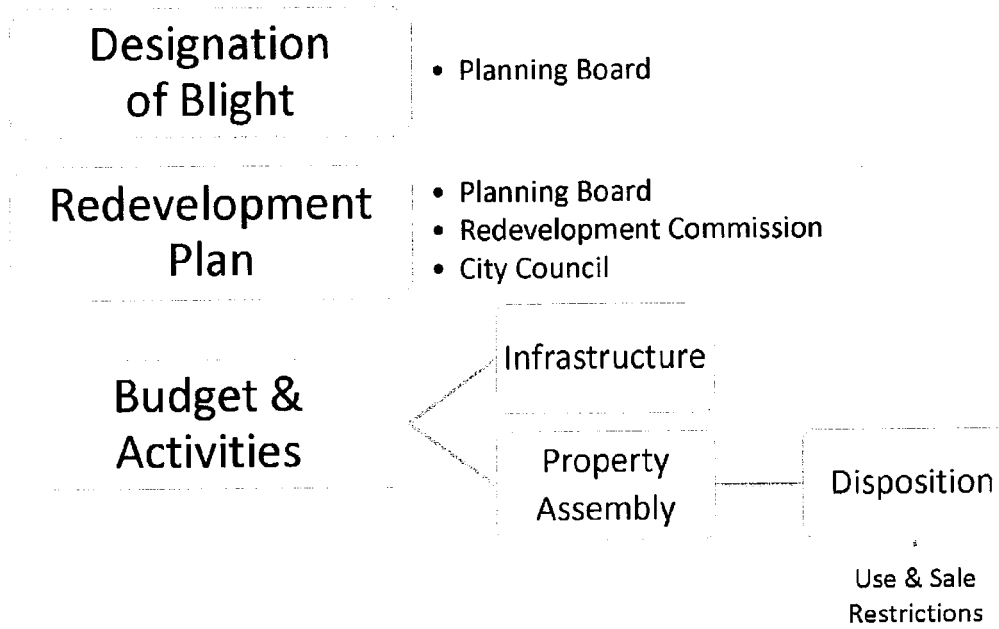 Designation
of Blight
• Planning Board
Redevelopment
Plan
• Planning Board
• Redevelopment Commission
• City Council
Budget &
Activities
Infrastructure
Property
Assembly
Disposition
Use & Sale
Restrictions